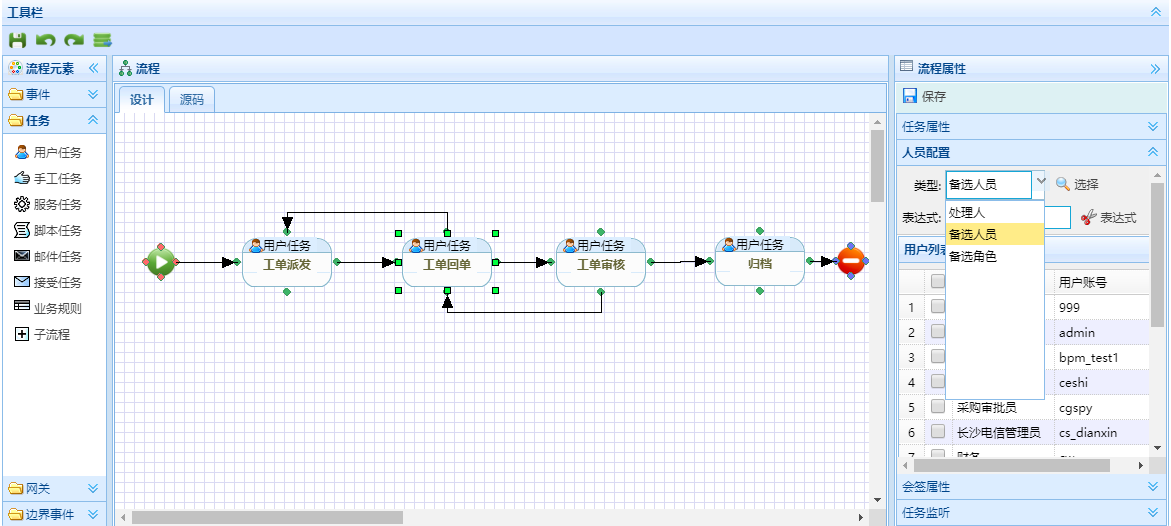 工具栏
流程元素
事件
任务
用户任务
手工任务
服务任务
脚本任务
邮件任务
接受任务
业务规则
子流程
网关
边界事件
流程
设计
源码
用户任务
工单派发
用户任务
工单回单
用户任务
工单审核
用户任务
归档
流程属性
保存
任务属性
人员配置
类型: 备选人员 选择
处理人
备选人员
备选角色
表达式: 表达式
用户列表
用户账号
1 999
2 admin
3 bpm_test1
4 ceshi
5 采购审批员 cgspy
6 长沙电信管理员 cs_dianxin
7 财务
会签属性
任务监听